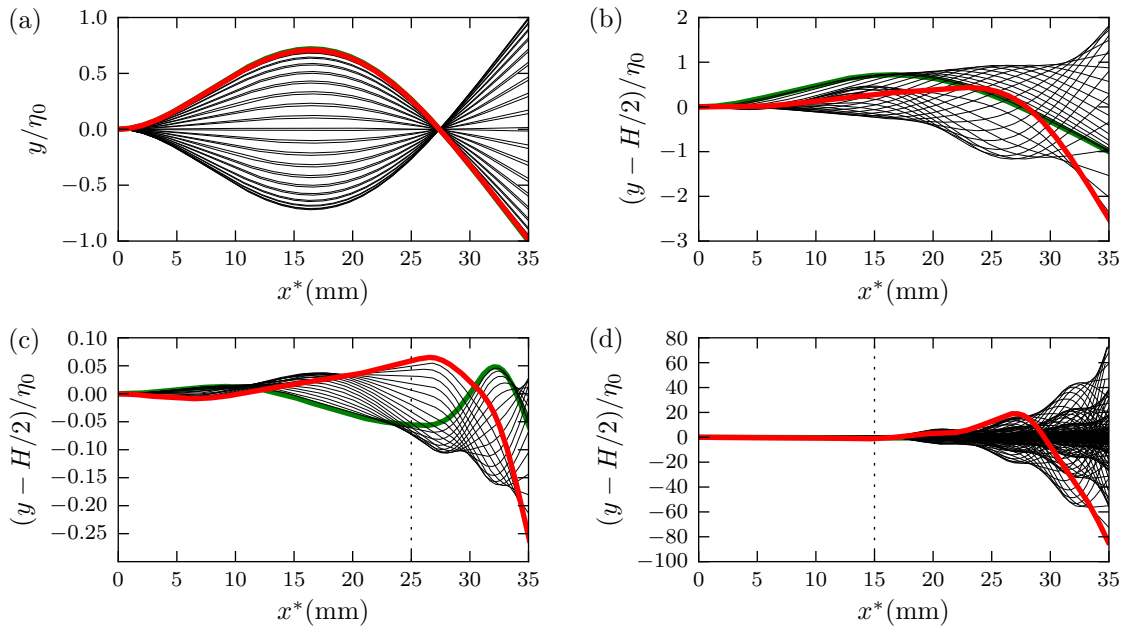 (a)
1.0
0.5
0.0
−0.5
−1.0
y/η0
0 5 10 15 20 25 30 35
x*(mm)
(b)
2
1
0
−1
−2
−3
(y − H/2)/η0
0 5 10 15 20 25 30 35
x*(mm)
(c)
0.10
0.05
0.00
−0.05
−0.10
−0.15
−0.20
−0.25
(y − H/2)/η0
0 5 10 15 20 25 30 35
x*(mm)
(d)
80
60
40
20
0
−20
−40
−60
−80
−100
(y − H/2)/η0
0 5 10 15 20 25 30 35
x*(mm)